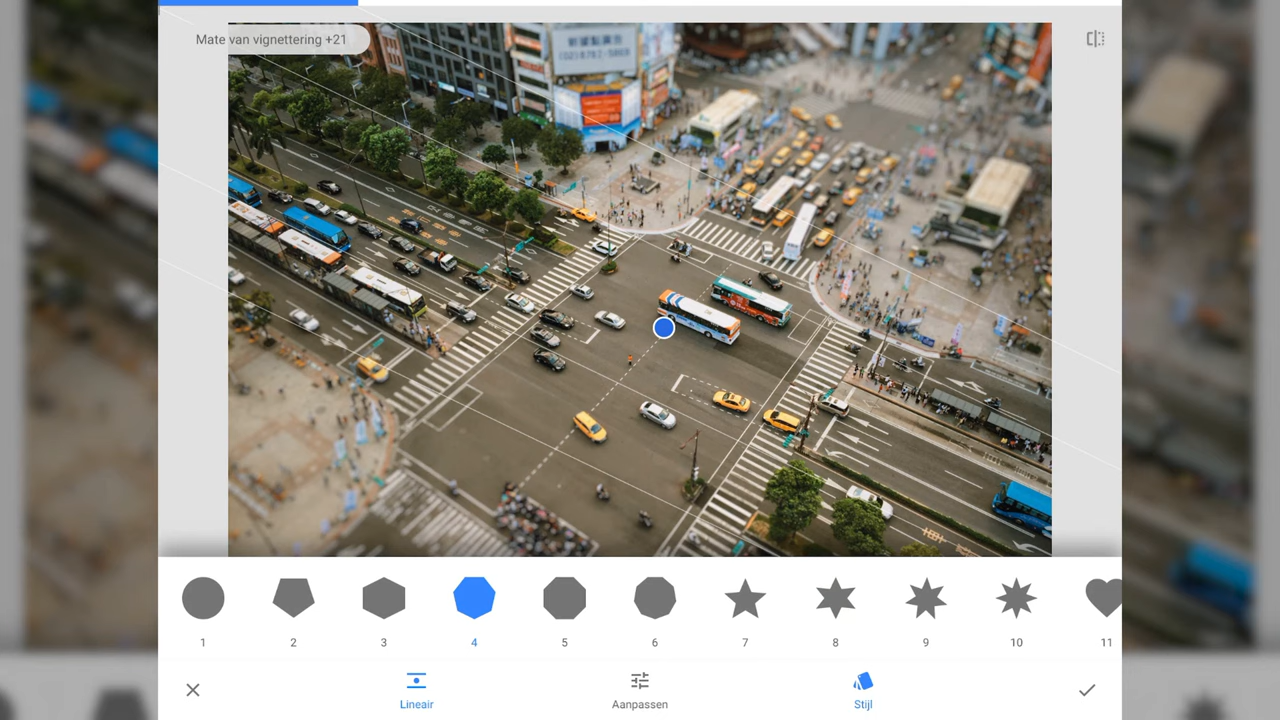 Mate van vignettering +21
1
2
3
4
5
6
7
8
9
10
11
Lineair
Aanpassen
Stijl